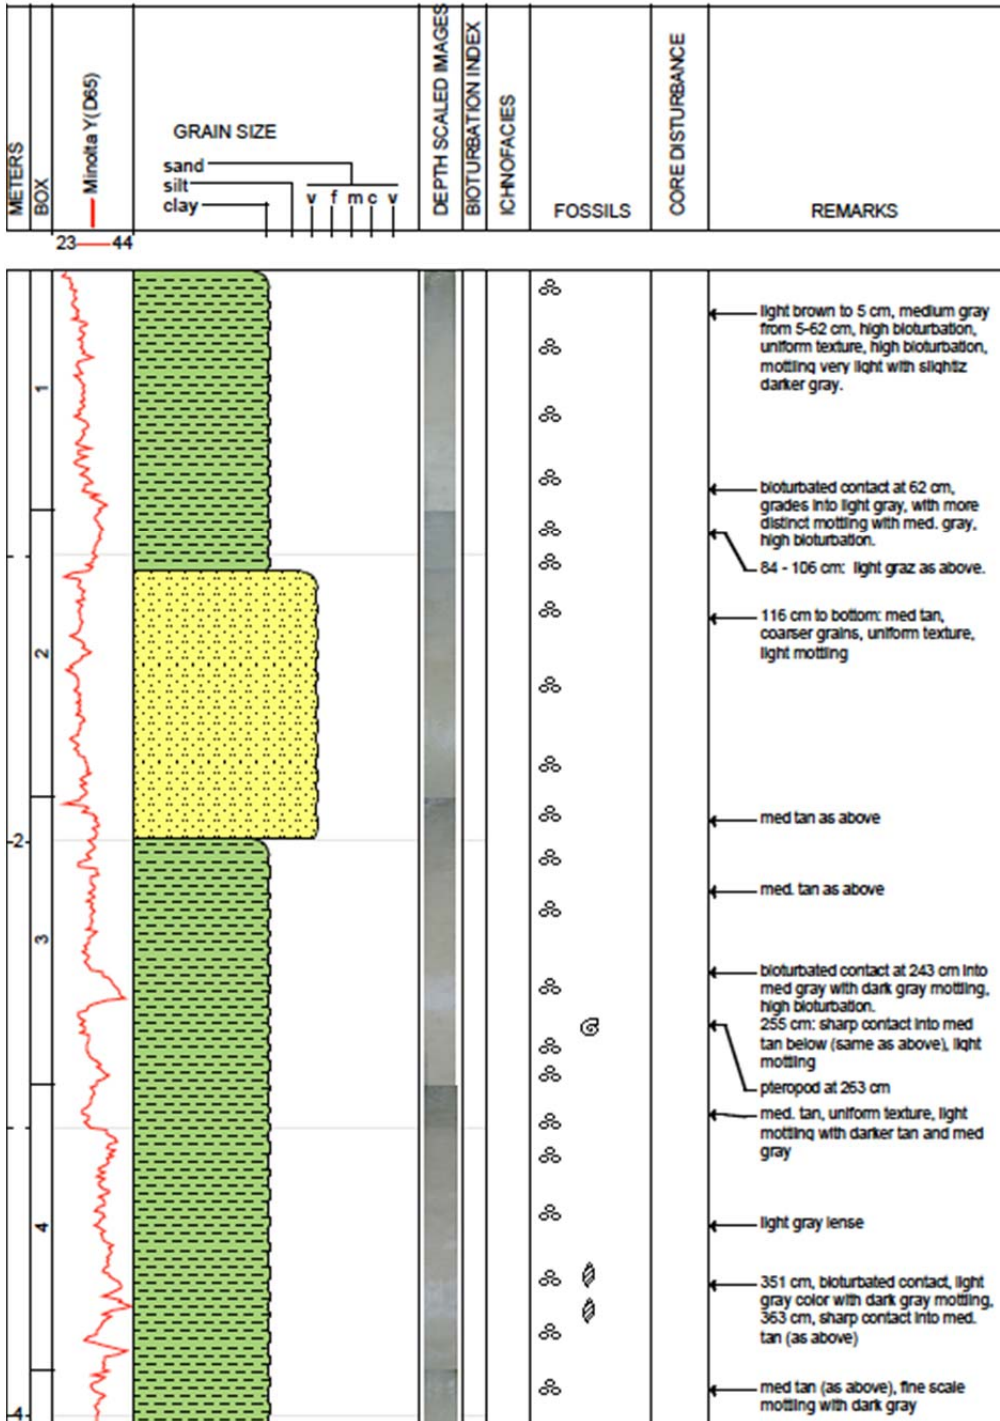 METERS
BOX
Minolta Y(D65)
GRAIN SIZE
sand
silt
clay
v f m c v
DEPTH SCALED IMAGES
BIOTURBATION INDEX
ICHNOFACIES
FOSSILS
CORE DISTURBANCE
REMARKS
23 44
light brown to 5 cm, medium gray
from 5-62 cm, high bioturbation,
uniform texture, high bioturbation,
mottling very light with slightlz
darker gray.
1
bioturbated contact at 62 cm,
grades into light gray, with more
distinct mottling with med. gray,
high bioturbation.
84 - 106 cm: light graz as above.
116 cm to bottom: med tan,
coarser grains, uniform texture,
light mottling
2
med tan as above
-2-
med. tan as above
3
bioturbated contact at 243 cm into
med gray with dark gray mottling,
high bioturbation.
255 cm: sharp contact into med
tan below (same as above), light
mottling
pteropod at 263 cm
med. tan, uniform texture, light
mottling with darker tan and med
gray
4
light gray lense
351 cm, bioturbated contact, light
gray color with dark gray mottling,
363 cm, sharp contact into med.
tan (as above)
med tan (as above), fine scale
mottling with dark gray
-4-